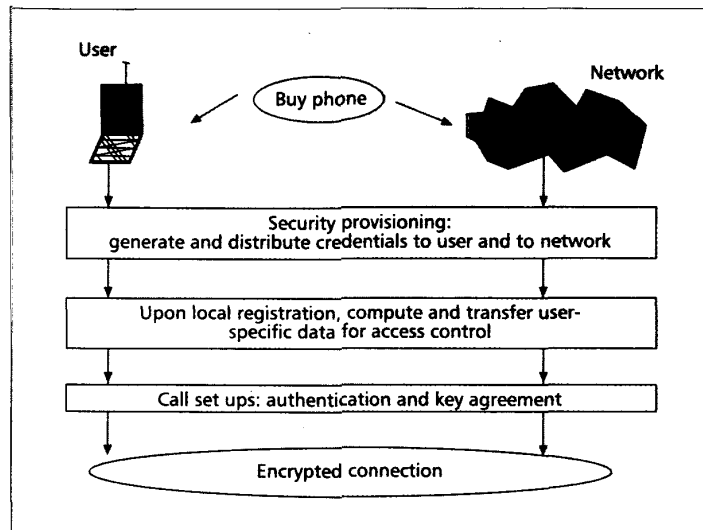 User
Buy phone
Network
Security provisioning:
generate and distribute credentials to user and to network
Upon local registration, compute and transfer user-
specific data for access control
Call set ups: authentication and key agreement
Encrypted connection